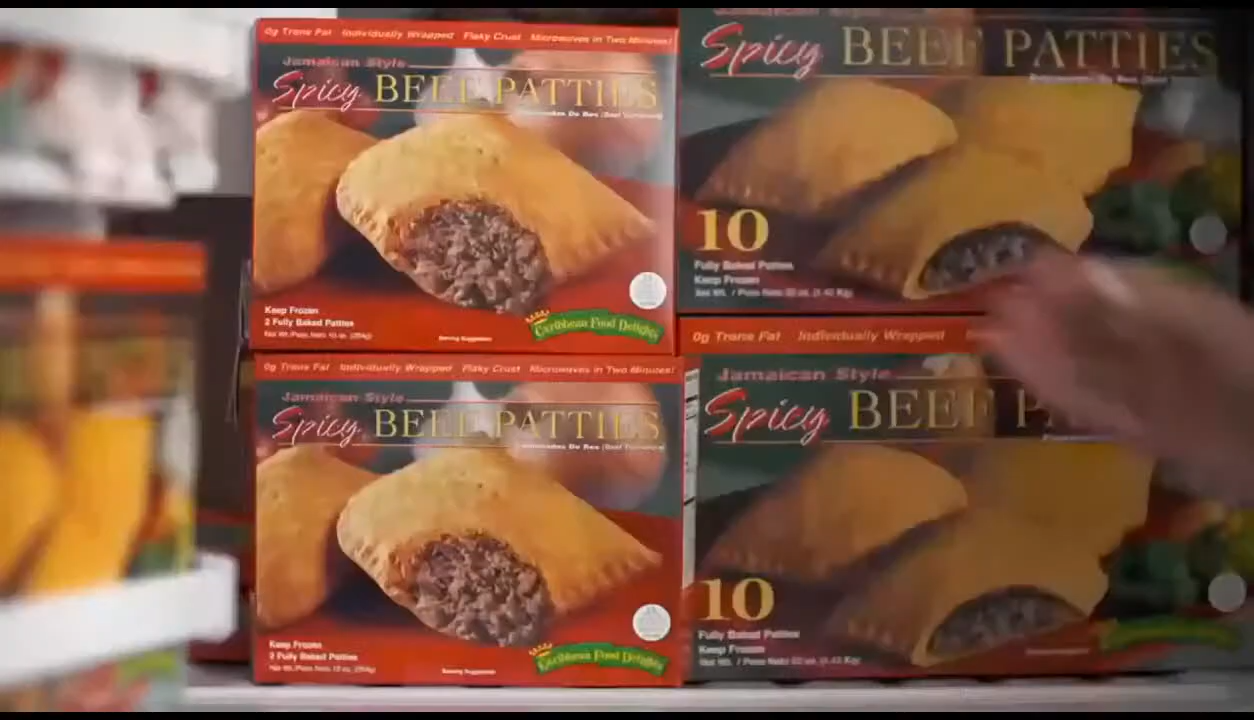 0g Trans Fat Individually Wrapped Flaky Crust Microwaves in Two Minutes!
Jamaican Style
Spicy BEEF PATTIES
Keep Frozen
2 Fully Baked Patties
Caribbean Food Delights
Jamaican Style
Spicy BEEF PATTIES
10
Fully Baked Patties
Keep Frozen
0g Trans Fat Individually Wrapped Flaky Crust Microwaves in Two Minutes!
Jamaican Style
Spicy BEEF PATTIES
Keep Frozen
2 Fully Baked Patties
Caribbean Food Delights
0g Trans Fat Individually Wrapped
Jamaican Style
Spicy BEEF PA
10
Fully Baked Patties
Keep Frozen